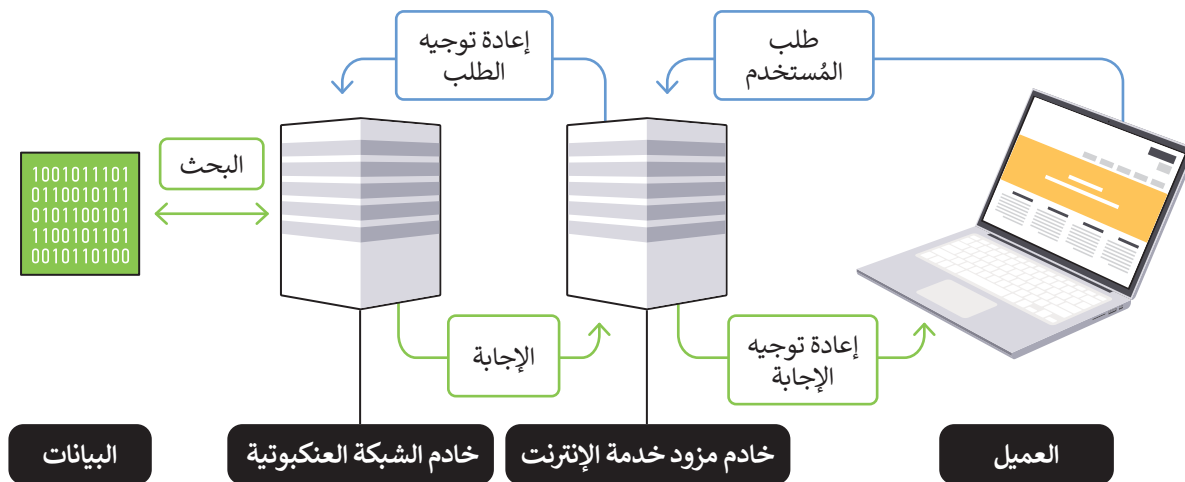 طلب
المُستخدم
إعادة توجيه
الطلب
البحث
1001011101
0110010111
0101100101
1100101101
0010110100
إعادة توجيه
الإجابة
الإجابة
العميل
خادم مزود خدمة الإنترنت
خادم الشبكة العنكبوتية
البيانات